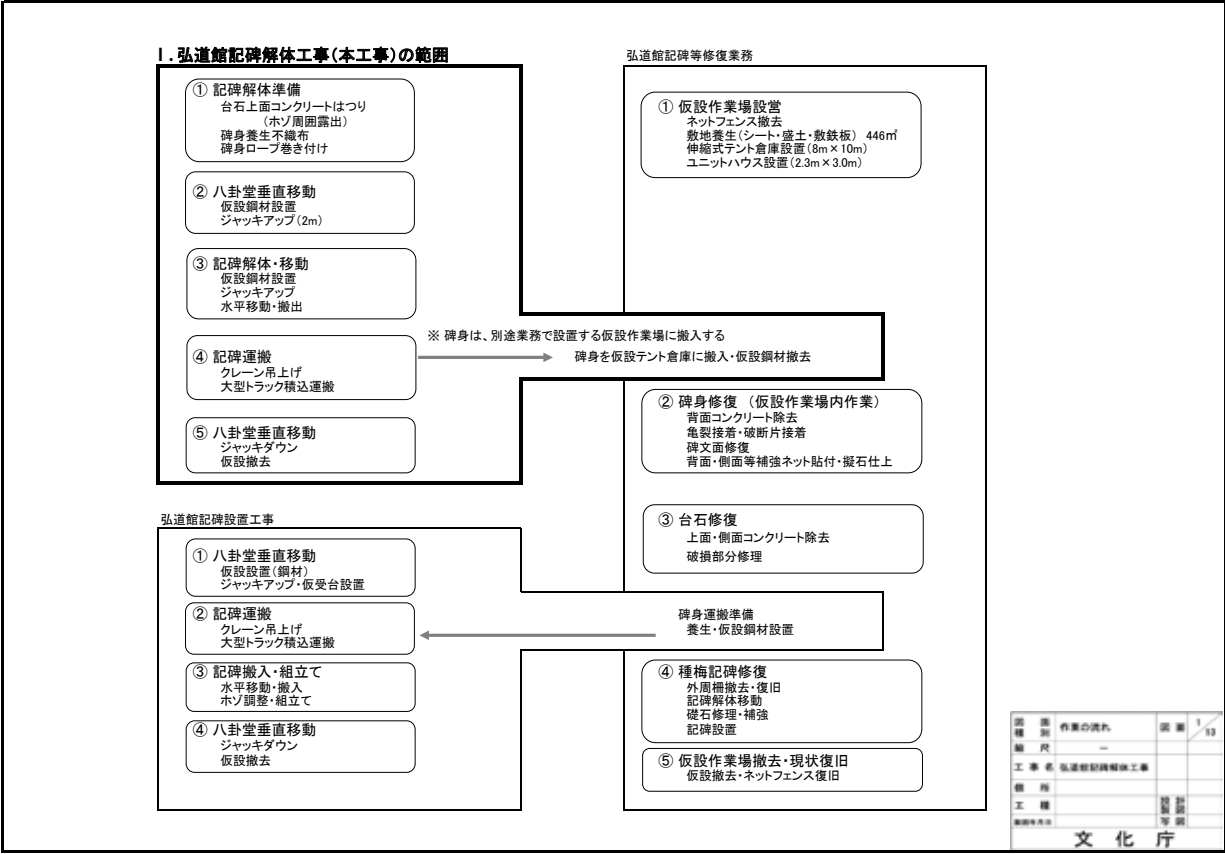 Ⅰ．弘道館記碑解体工事（本工事）の範囲
① 記碑解体準備
台石上面コンクリートはつり
（ホゾ周囲露出）
碑身養生不織布
碑身ロープ巻き付け
② 八卦堂垂直移動
仮設鋼材設置
ジャッキアップ（2m）
③ 記碑解体・移動
仮設鋼材設置
ジャッキアップ
水平移動・搬出
④ 記碑運搬
クレーン吊上げ
大型トラック積込運搬
※ 碑身は、別途業務で設置する仮設作業場に搬入する
碑身を仮設テント倉庫に搬入・仮設鋼材撤去
⑤ 八卦堂垂直移動
ジャッキダウン
仮設撤去
弘道館記碑等修復業務
① 仮設作業場設営
ネットフェンス撤去
敷地養生（シート・盛土・敷鉄板） 446㎡
伸縮式テント倉庫設置（8m×10m）
ユニットハウス設置（2.3m×3.0m）
② 碑身修復 （仮設作業場内作業）
背面コンクリート除去
亀裂接着・破断片接着
碑文面修復
背面・側面等補強ネット貼付・擬石仕上
③ 台石修復
上面・側面コンクリート除去
破損部分修理
碑身運搬準備
養生・仮設鋼材設置
④ 種梅記碑修復
外周柵撤去・復旧
記碑解体移動
礎石修理・補強
記碑設置
⑤ 仮設作業場撤去・現状復旧
仮設撤去・ネットフェンス復旧
弘道館記碑設置工事
① 八卦堂垂直移動
仮設設置（鋼材）
ジャッキアップ・仮受台設置
② 記碑運搬
クレーン吊上げ
大型トラック積込運搬
③ 記碑搬入・組立て
水平移動・搬入
ホゾ調整・組立て
④ 八卦堂垂直移動
ジャッキダウン
仮設撤去
図面種別 作業の流れ 図面 1/13
縮尺 －
工事名 弘道館記碑解体工事
個所
工種 設計製図
製図年月日 写図
文化庁